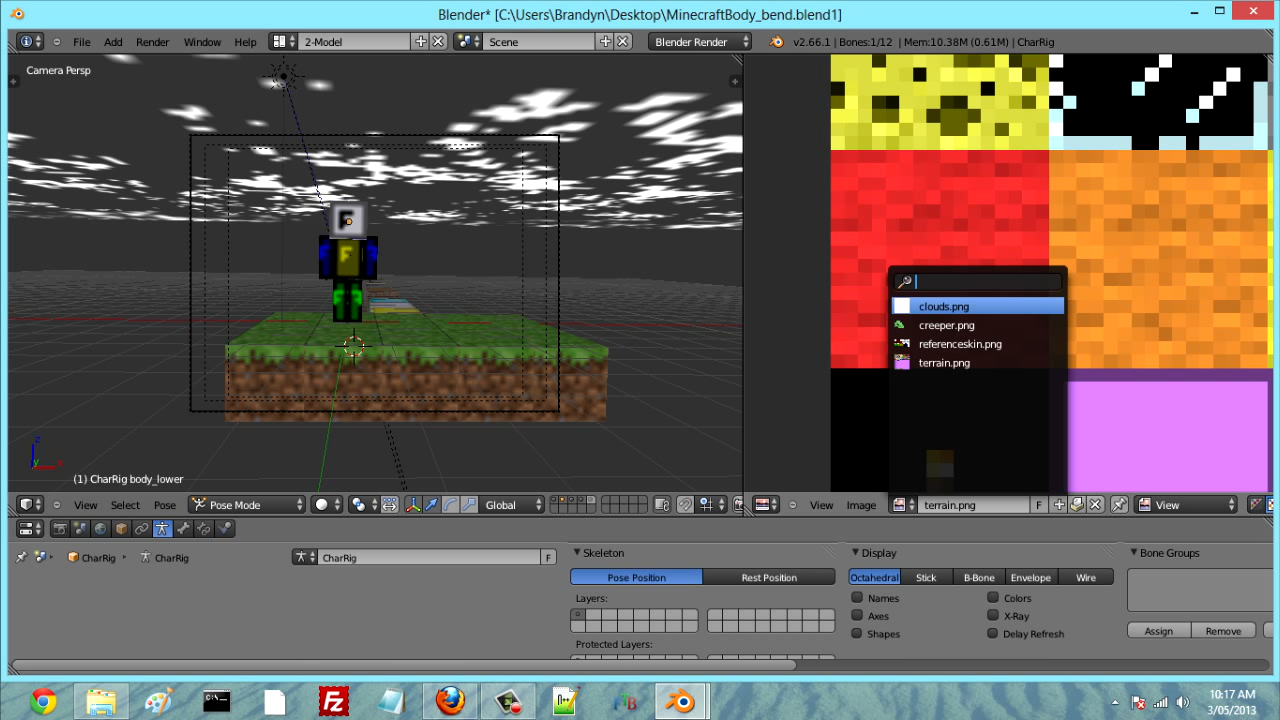 Blender* [C:\Users\Brandyn\Desktop\MinecraftBody_bend.blend1]
File Add Render Window Help 2-Model Scene Blender Render v2.66.1 | Bones:1/12 | Mem:10.38M (0.61M) | CharRig
Camera Persp
F
F
clouds.png
creeper.png
referenceskin.png
terrain.png
(1) CharRig body_lower
View Select Pose Pose Mode Global View Image terrain.png F View
CharRig CharRig CharRig F
Skeleton
Pose Position Rest Position
Layers:
Protected Layers:
Display
Octahedral Stick B-Bone Envelope Wire
Names Colors
Axes X-Ray
Shapes Delay Refresh
Bone Groups
Assign Remove
Fz
10:17 AM
3/05/2013